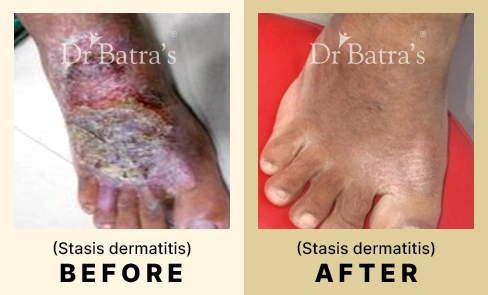 Dr Batra's®
(Stasis dermatitis)
BEFORE
Dr Batra's®
(Stasis dermatitis)
AFTER